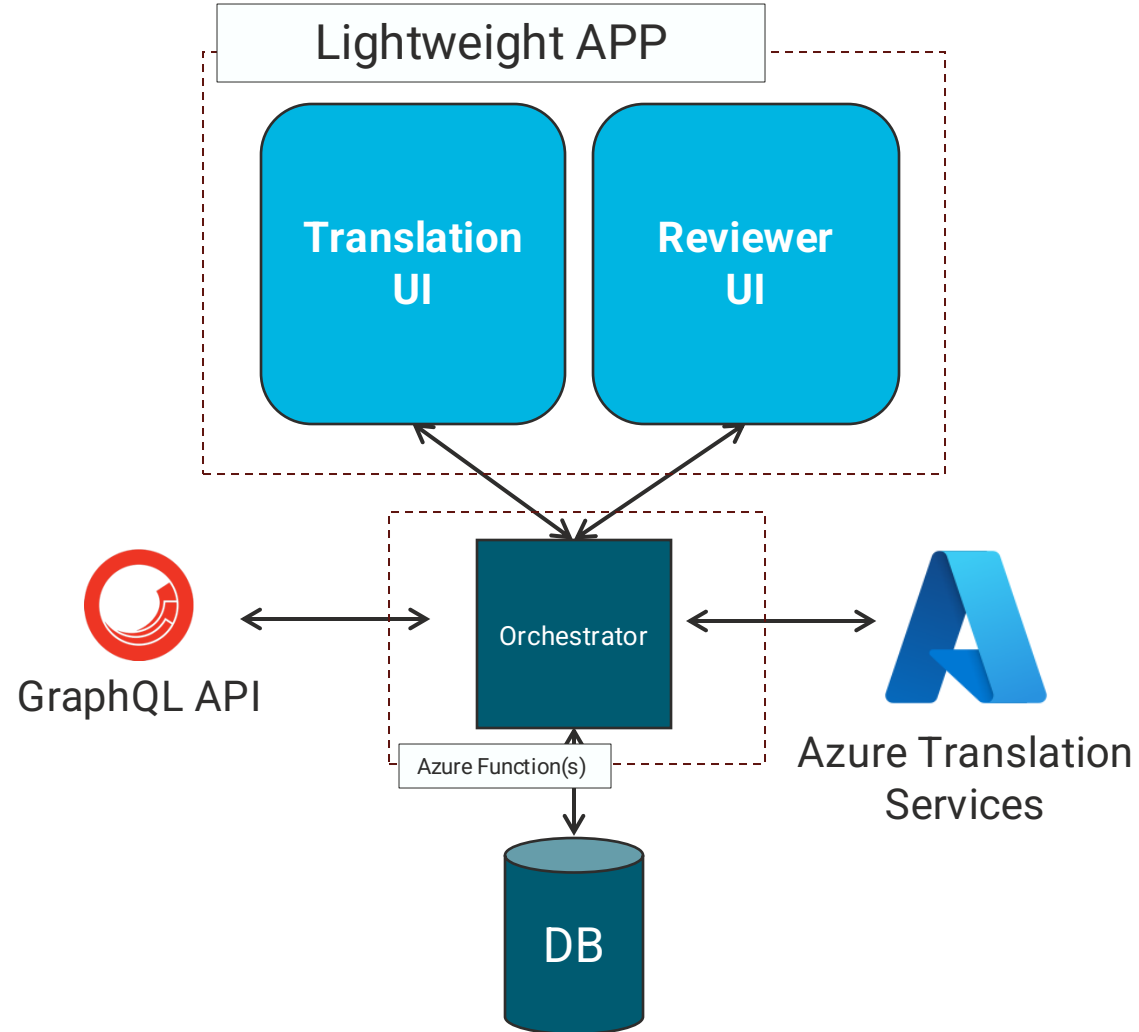 Lightweight APP
Translation
UI
Reviewer
UI
Orchestrator
GraphQL API
Azure Function(s)
Azure Translation
Services
DB